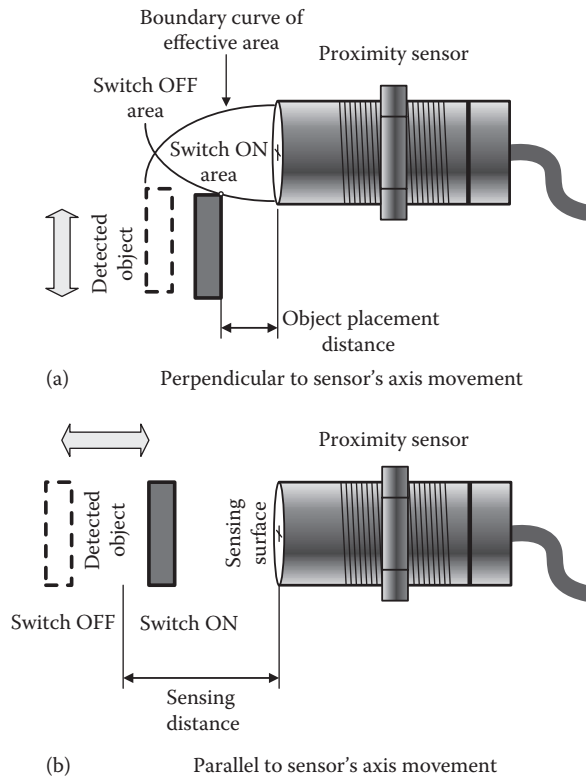 Boundary curve of
effective area
Proximity sensor
Switch OFF
area
Switch ON
area
Detected
object
Object placement
distance
(a) Perpendicular to sensor's axis movement
Proximity sensor
Detected
object
Sensing
surface
Switch OFF
Switch ON
Sensing
distance
(b) Parallel to sensor's axis movement